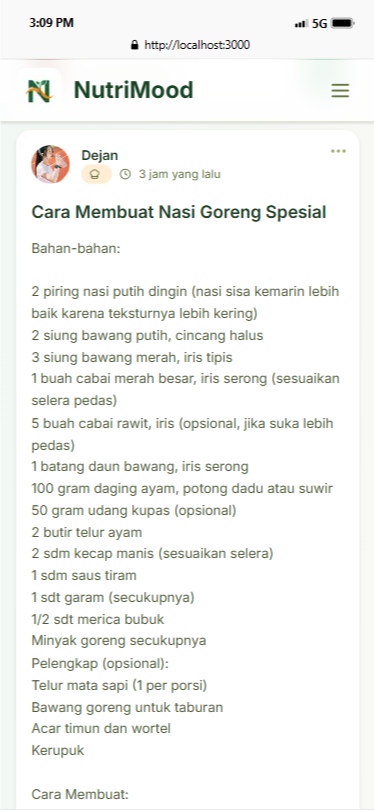 3:09 PM
5G
http://localhost:3000
N
NutriMood
Dejan
3 jam yang lalu
Cara Membuat Nasi Goreng Spesial
Bahan-bahan:
2 piring nasi putih dingin (nasi sisa kemarin lebih
baik karena teksturnya lebih kering)
2 siung bawang putih, cincang halus
3 siung bawang merah, iris tipis
1 buah cabai merah besar, iris serong (sesuaikan
selera pedas)
5 buah cabai rawit, iris (opsional, jika suka lebih
pedas)
1 batang daun bawang, iris serong
100 gram daging ayam, potong dadu atau suwir
50 gram udang kupas (opsional)
2 butir telur ayam
2 sdm kecap manis (sesuaikan selera)
1 sdm saus tiram
1 sdt garam (secukupnya)
1/2 sdt merica bubuk
Minyak goreng secukupnya
Pelengkap (opsional):
Telur mata sapi (1 per porsi)
Bawang goreng untuk taburan
Acar timun dan wortel
Kerupuk
Cara Membuat: